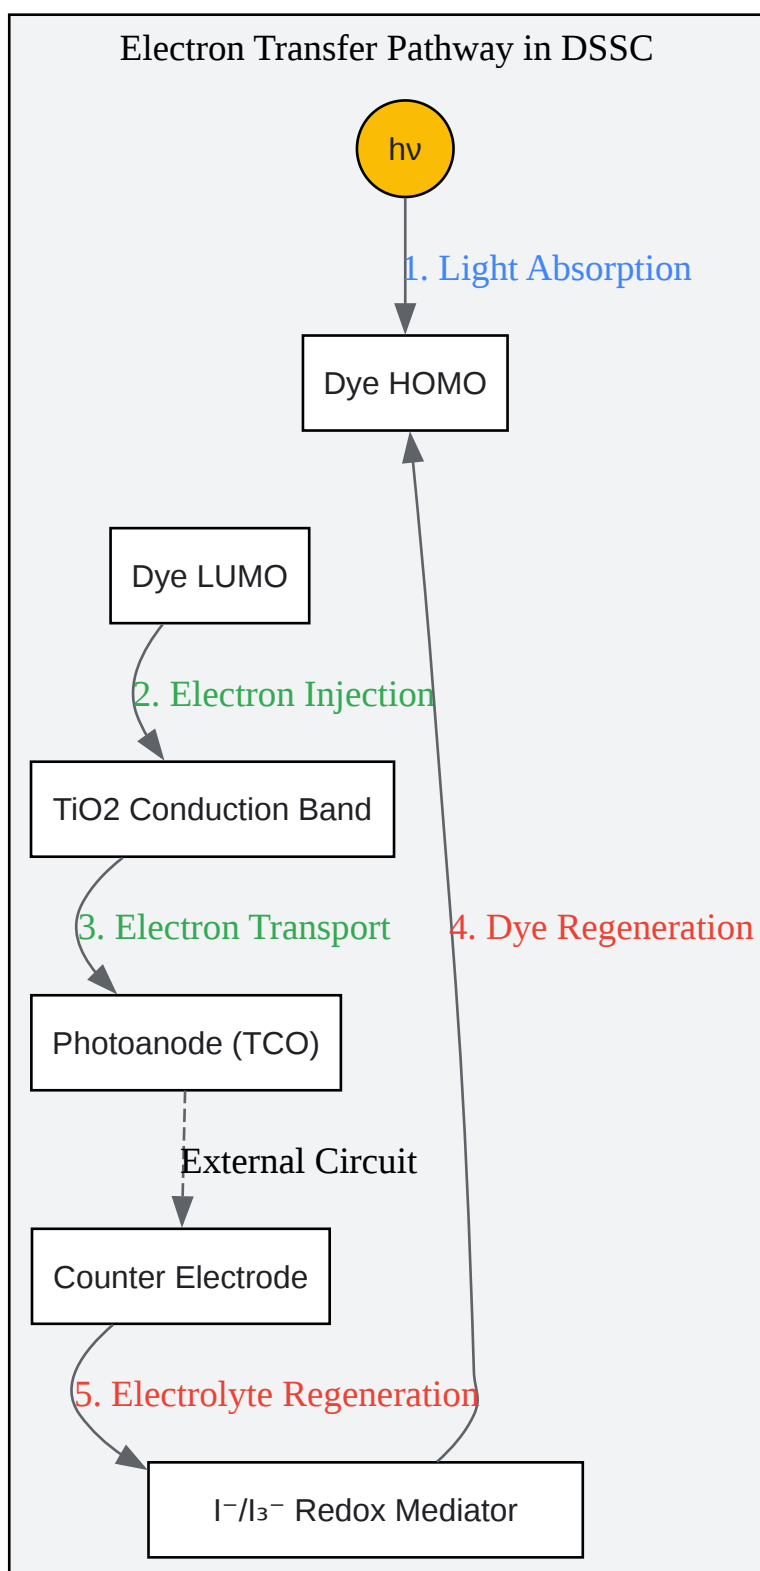 Electron Transfer Pathway in DSSC
hν
1. Light Absorption
Dye HOMO
Dye LUMO
2. Electron Injection
TiO2 Conduction Band
3. Electron Transport
4. Dye Regeneration
Photoanode (TCO)
External Circuit
Counter Electrode
5. Electrolyte Regeneration
I⁻/I₃⁻ Redox Mediator